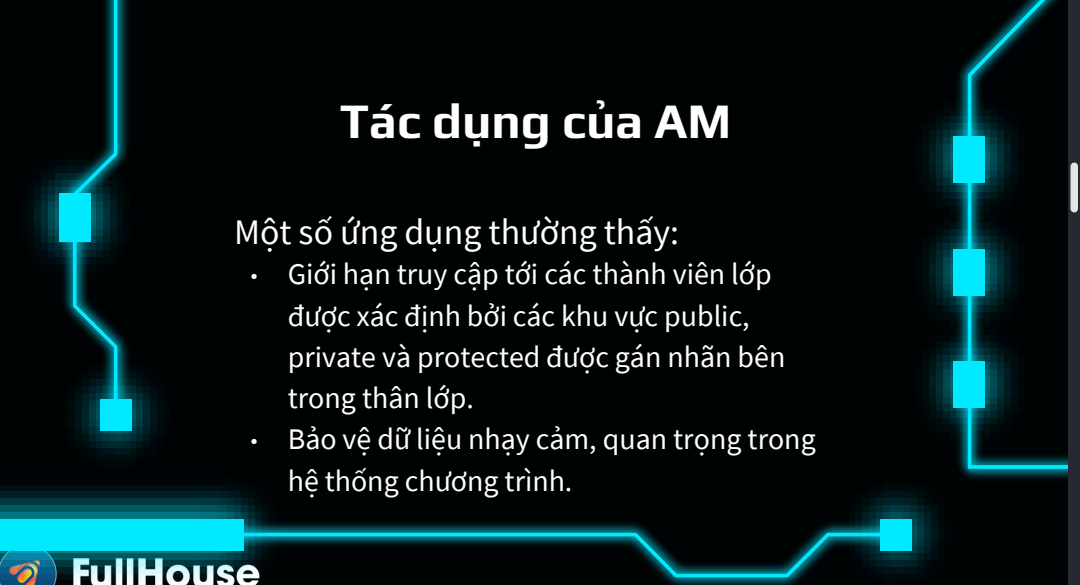 Tác dụng của AM
Một số ứng dụng thường thấy:
• Giới hạn truy cập tới các thành viên lớp
được xác định bởi các khu vực public,
private và protected được gán nhãn bên
trong thân lớp.
• Bảo vệ dữ liệu nhạy cảm, quan trọng trong
hệ thống chương trình.
FullHouse